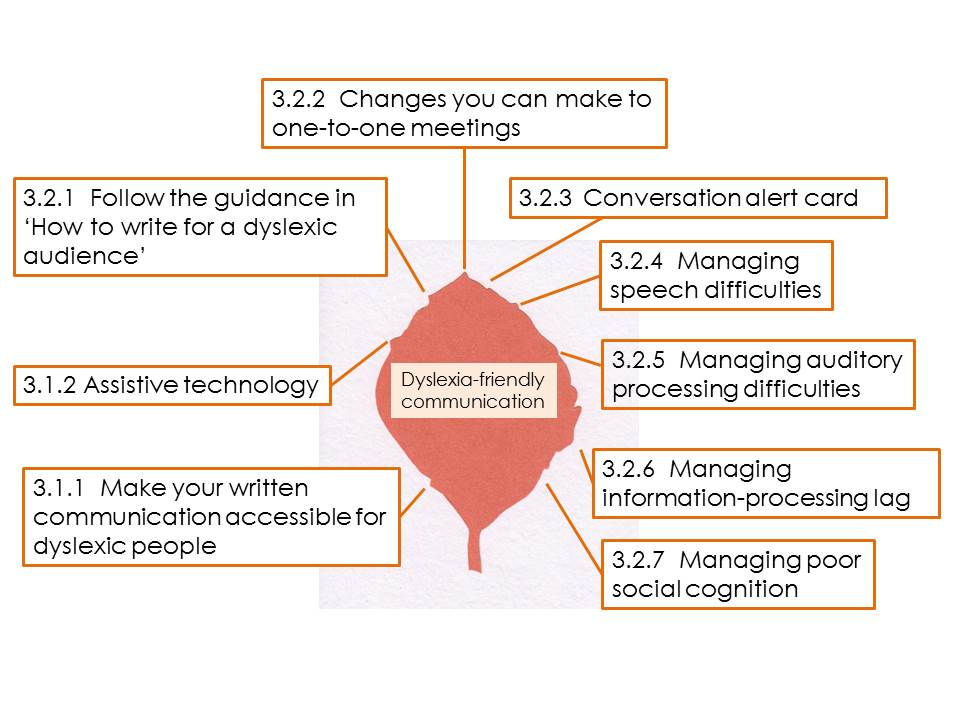 3.2.2 Changes you can make to
one-to-one meetings
3.2.1 Follow the guidance in
‘How to write for a dyslexic
audience’
3.2.3 Conversation alert card
3.2.4 Managing
speech difficulties
3.1.2 Assistive technology
Dyslexia-friendly
communication
3.2.5 Managing auditory
processing difficulties
3.1.1 Make your written
communication accessible for
dyslexic people
3.2.6 Managing
information-processing lag
3.2.7 Managing poor
social cognition